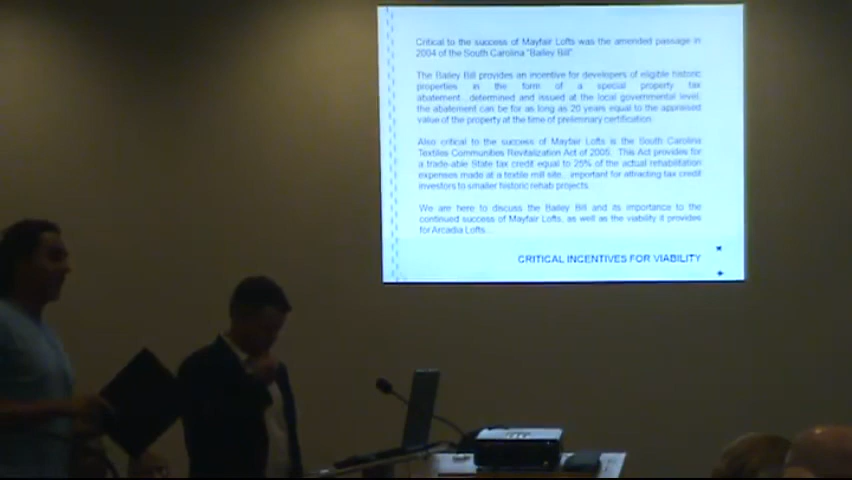 Critical to the success of Mayfair Lofts was the amended passage in
2004 of the South Carolina "Bailey Bill".
The Bailey Bill provides an incentive for developers of eligible historic
properties in the form of a special property tax
abatement...determined and issued at the local governmental level,
the abatement can be for as long as 20 years equal to the appraised
value of the property at the time of preliminary certification.
Also critical to the success of Mayfair Lofts is the South Carolina
Textiles Communities Revitalization Act of 2005. This Act provides for
a trade-able State tax credit equal to 25% of the actual rehabilitation
expenses made at a textile mill site...important for attracting tax credit
investors to smaller historic rehab projects.
We are here to discuss the Bailey Bill and its importance to the
continued success of Mayfair Lofts, as well as the viability it provides
for Arcadia Lofts...
CRITICAL INCENTIVES FOR VIABILITY